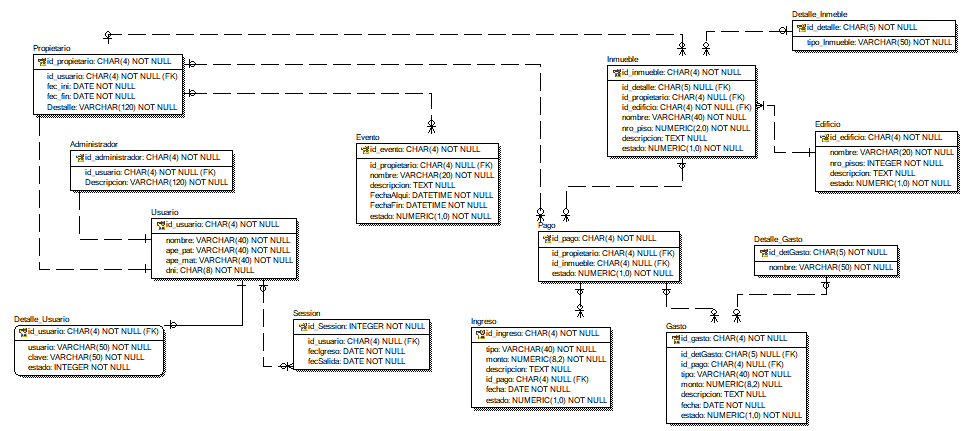 Detalle_Inmeble
id_detalle: CHAR(5) NOT NULL
tipo_Inmueble: VARCHAR(50) NOT NULL
Propietario
id_propietario: CHAR(4) NOT NULL
id_usuario: CHAR(4) NOT NULL (FK)
fec_ini: DATE NOT NULL
fec_fin: DATE NOT NULL
Destalle: VARCHAR(120) NOT NULL
Inmueble
id_inmueble: CHAR(4) NOT NULL
id_detalle: CHAR(5) NULL (FK)
id_propietario: CHAR(4) NULL (FK)
id_edificio: CHAR(4) NOT NULL (FK)
nombre: VARCHAR(40) NOT NULL
nro_piso: NUMERIC(2,0) NOT NULL
descripcion: TEXT NULL
estado: NUMERIC(1,0) NOT NULL
Edificio
id_edificio: CHAR(4) NOT NULL
nombre: VARCHAR(20) NOT NULL
nro_pisos: INTEGER NOT NULL
descripcion: TEXT NULL
estado: NUMERIC(1,0) NOT NULL
Administrador
id_administrador: CHAR(4) NOT NULL
id_usuario: CHAR(4) NOT NULL (FK)
Descripcion: VARCHAR(120) NOT NULL
Evento
id_evento: CHAR(4) NOT NULL
id_propietario: CHAR(4) NULL (FK)
nombre: VARCHAR(20) NOT NULL
descripcion: TEXT NULL
FechaAlqui: DATETIME NOT NULL
FechaFin: DATETIME NOT NULL
estado: NUMERIC(1,0) NOT NULL
Usuario
id_usuario: CHAR(4) NOT NULL
nombre: VARCHAR(40) NOT NULL
ape_pat: VARCHAR(40) NOT NULL
ape_mat: VARCHAR(40) NOT NULL
dni: CHAR(8) NOT NULL
Pago
id_pago: CHAR(4) NOT NULL
id_propietario: CHAR(4) NULL (FK)
id_inmueble: CHAR(4) NULL (FK)
estado: NUMERIC(1,0) NOT NULL
Detalle_Gasto
id_detGasto: CHAR(5) NOT NULL
nombre: VARCHAR(50) NOT NULL
Detalle_Usuario
id_usuario: CHAR(4) NOT NULL (FK)
usuario: VARCHAR(50) NOT NULL
clave: VARCHAR(50) NOT NULL
estado: INTEGER NOT NULL
Session
id_Session: INTEGER NOT NULL
id_usuario: CHAR(4) NULL (FK)
fecIgreso: DATE NOT NULL
fecSalida: DATE NOT NULL
Ingreso
id_ingreso: CHAR(4) NOT NULL
tipo: VARCHAR(40) NOT NULL
monto: NUMERIC(8,2) NOT NULL
descripcion: TEXT NULL
id_pago: CHAR(4) NULL (FK)
fecha: DATE NOT NULL
estado: NUMERIC(1,0) NOT NULL
Gasto
id_gasto: CHAR(4) NOT NULL
id_detGasto: CHAR(5) NULL (FK)
id_pago: CHAR(4) NULL (FK)
tipo: VARCHAR(40) NOT NULL
monto: NUMERIC(8,2) NOT NULL
descripcion: TEXT NULL
fecha: DATE NOT NULL
estado: NUMERIC(1,0) NOT NULL